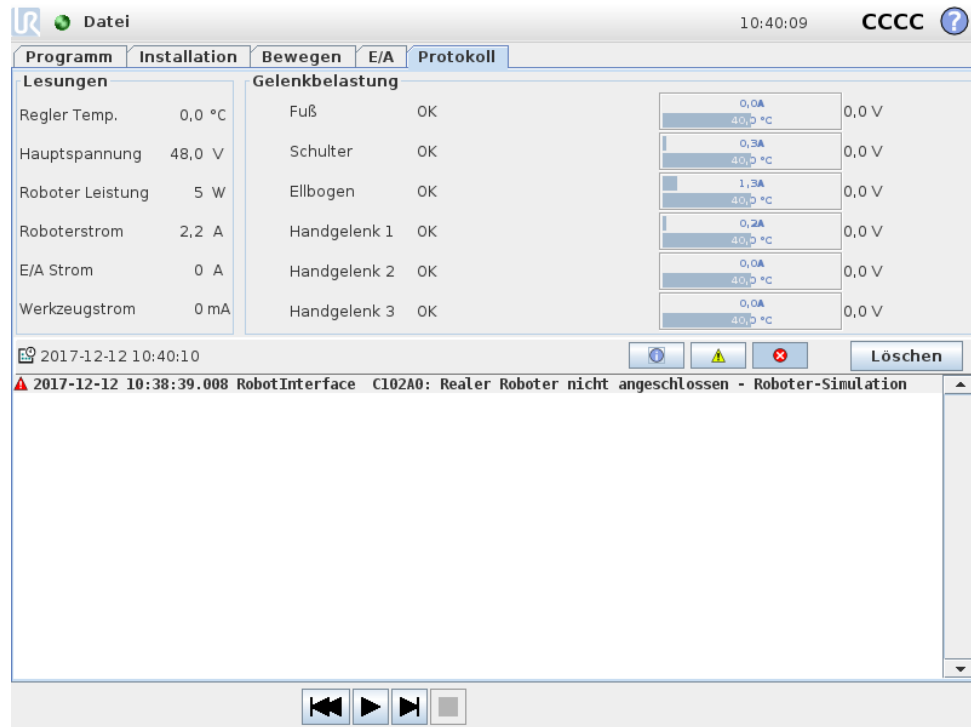 UR Datei 10:40:09 CCCC ?
Programm Installation Bewegen E/A Protokoll
Lesungen
Regler Temp. 0,0 °C
Hauptspannung 48,0 V
Roboter Leistung 5 W
Roboterstrom 2,2 A
E/A Strom 0 A
Werkzeugstrom 0 mA
Gelenkbelastung
Fuß OK 0,0A 40,0 °C 0,0 V
Schulter OK 0,3A 40,0 °C 0,0 V
Ellbogen OK 1,3A 40,0 °C 0,0 V
Handgelenk 1 OK 0,2A 40,0 °C 0,0 V
Handgelenk 2 OK 0,0A 40,0 °C 0,0 V
Handgelenk 3 OK 0,0A 40,0 °C 0,0 V
2017-12-12 10:40:10 Löschen
2017-12-12 10:38:39.008 RobotInterface C102A0: Realer Roboter nicht angeschlossen - Roboter-Simulation